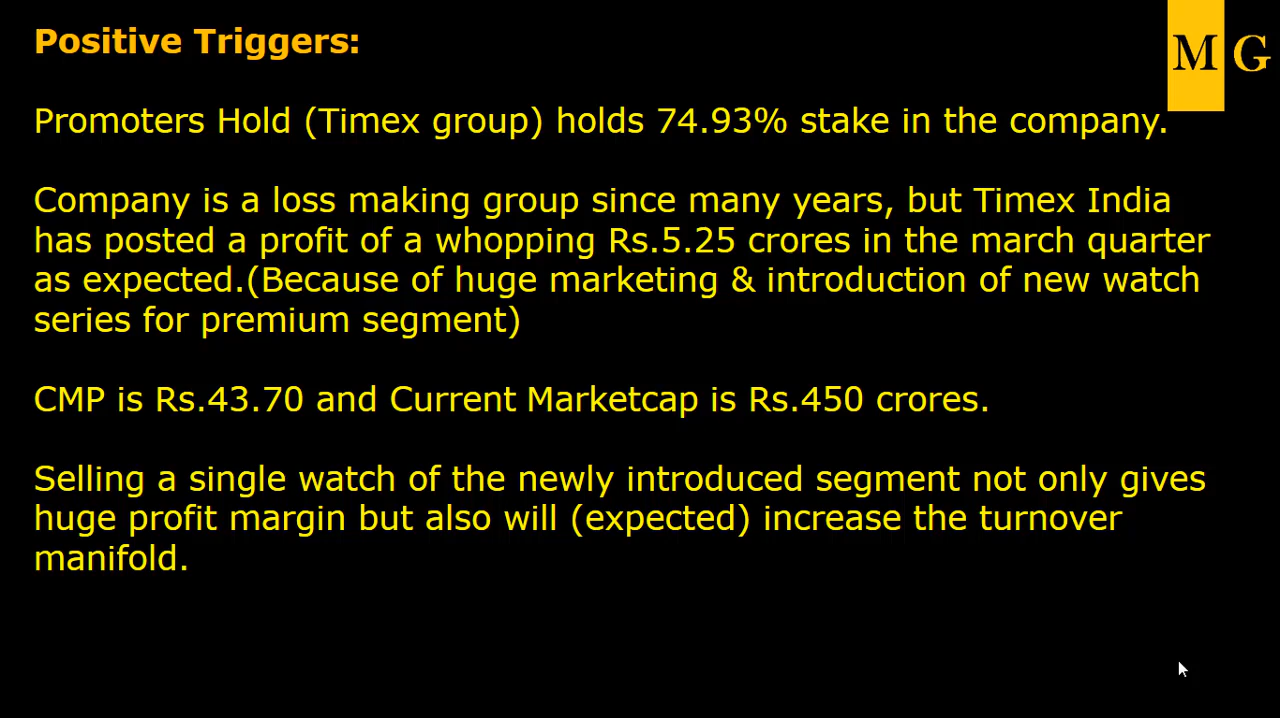 Positive Triggers:
M G
Promoters Hold (Timex group) holds 74.93% stake in the company.
Company is a loss making group since many years, but Timex India
has posted a profit of a whopping Rs.5.25 crores in the march quarter
as expected.(Because of huge marketing & introduction of new watch
series for premium segment)
CMP is Rs.43.70 and Current Marketcap is Rs.450 crores.
Selling a single watch of the newly introduced segment not only gives
huge profit margin but also will (expected) increase the turnover
manifold.